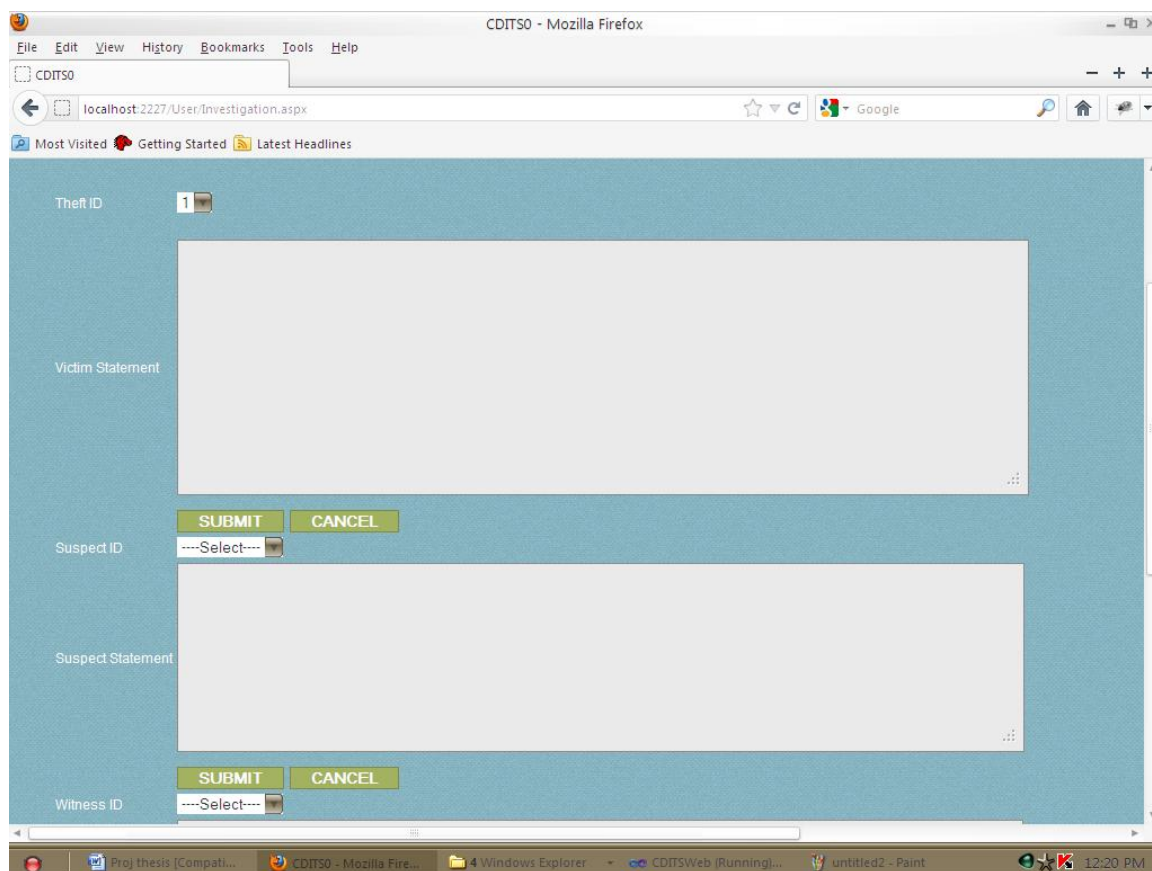 CDITS0 - Mozilla Firefox
File Edit View History Bookmarks Tools Help
CDITS0
localhost:2227/User/Investigation.aspx Google
Most Visited Getting Started Latest Headlines
Theft ID 1
Victim Statement
SUBMIT CANCEL
Suspect ID ----Select----
Suspect Statement
SUBMIT CANCEL
Witness ID ----Select----
Proj thesis [Compati... CDITS0 - Mozilla Fire... 4 Windows Explorer CDITSWeb (Running)... untitled2 - Paint 12:20 PM